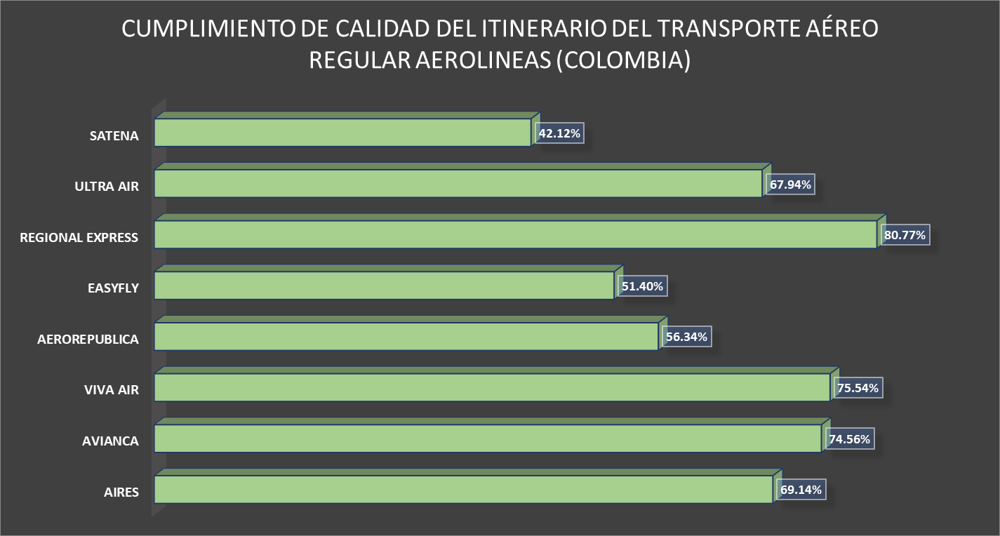 CUMPLIMIENTO DE CALIDAD DEL ITINERARIO DEL TRANSPORTE AÉREO
REGULAR AEROLINEAS (COLOMBIA)
SATENA 42.12%
ULTRA AIR 67.94%
REGIONAL EXPRESS 80.77%
EASYFLY 51.40%
AEROREPUBLICA 56.34%
VIVA AIR 75.54%
AVIANCA 74.56%
AIRES 69.14%